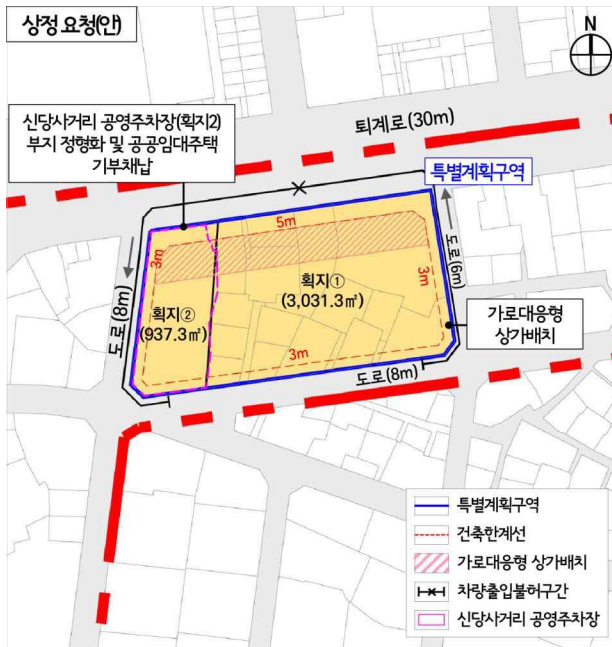 상정 요청(안)
N
신당사거리 공영주차장(획지2)
부지 정형화 및 공공임대주택
기부채납
퇴계로(30m)
특별계획구역
5m
3m
도로(8m)
획지②
(937.3㎡)
획지①
(3,031.3㎡)
3m
도로(6m)
가로대응형
상가배치
3m
도로(8m)
특별계획구역
건축한계선
가로대응형 상가배치
차량출입불허구간
신당사거리 공영주차장